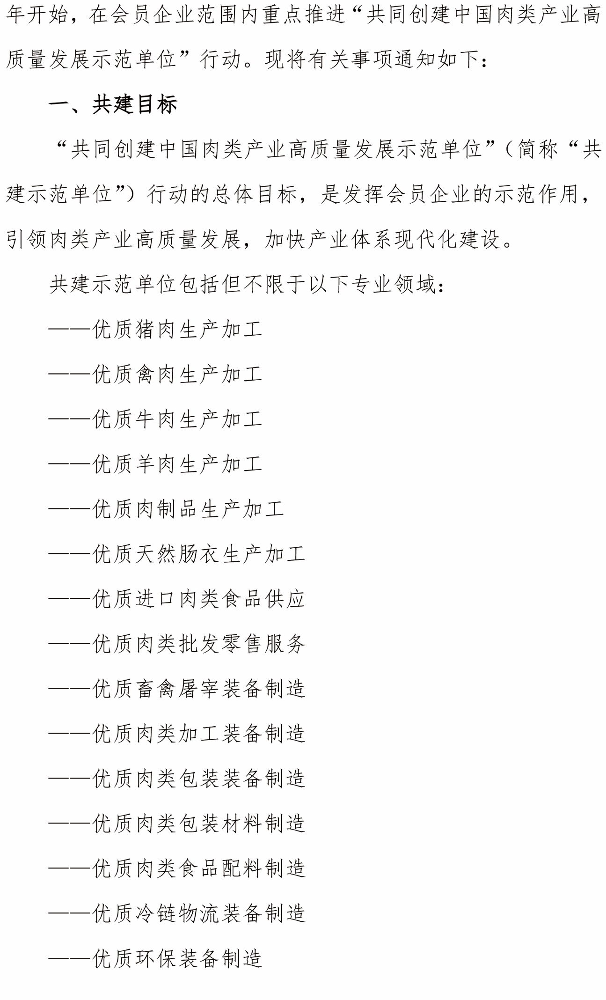 年开始，在会员企业范围内重点推进“共同创建中国肉类产业高
质量发展示范单位”行动。现将有关事项通知如下：
一、共建目标
“共同创建中国肉类产业高质量发展示范单位”（简称“共
建示范单位”）行动的总体目标，是发挥会员企业的示范作用，
引领肉类产业高质量发展，加快产业体系现代化建设。
共建示范单位包括但不限于以下专业领域：
——优质猪肉生产加工
——优质禽肉生产加工
——优质牛肉生产加工
——优质羊肉生产加工
——优质肉制品生产加工
——优质天然肠衣生产加工
——优质进口肉类食品供应
——优质肉类批发零售服务
——优质畜禽屠宰装备制造
——优质肉类加工装备制造
——优质肉类包装装备制造
——优质肉类包装材料制造
——优质肉类食品配料制造
——优质冷链物流装备制造
——优质环保装备制造